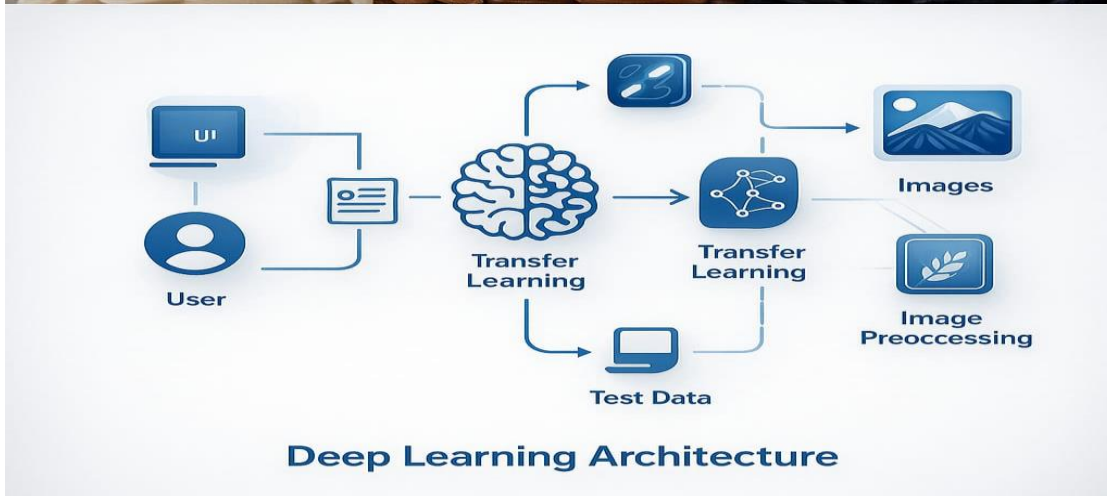 UI
User
Transfer
Learning
Transfer
Learning
Images
Image
Preoccessing
Test Data
Deep Learning Architecture